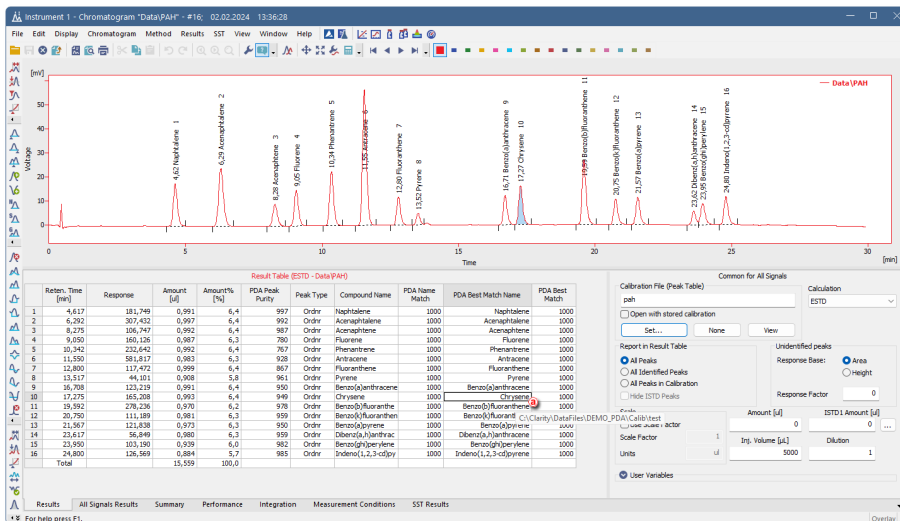 Instrument 1 - Chromatogram "Data\PAH" - #16; 02.02.2024 13:36:28
File Edit Display Chromatogram Method Results SST View Window Help
[mV]
Data\PAH
50
40
30
20
10
0
Voltage
4,62 Naphtalene 1
6,29 Acenaphtalene 2
8,28 Acenaphtene 3
9,05 Fluorene 4
10,34 Phenantrene 5
11,55 Antracene 6
12,80 Fluoranthene 7
13,52 Pyrene 8
16,71 Benzo(a)anthracene 9
17,27 Chrysene 10
19,59 Benzo(b)fluoranthene 11
20,75 Benzo(k)fluoranthene 12
21,57 Benzo(a)pyrene 13
23,62 Dibenz(a,h)anthracene 14
23,95 Benzo(ghi)perylene 15
24,80 Indeno(1,2,3-cd)pyrene 16
0 5 10 15 20 25 30
Time
[min]
Result Table (ESTD - Data\PAH)
Reten. Time [min] Response Amount [ul] Amount% [%] PDA Peak Purity Peak Type Compound Name PDA Name Match PDA Best Match Name PDA Best Match
1 4,617 181,749 0,991 6,4 997 Ordnr Naphtalene 1000 Naphtalene 1000
2 6,292 307,432 0,997 6,4 992 Ordnr Acenaphtalene 1000 Acenaphtalene 1000
3 8,275 106,747 0,992 6,4 987 Ordnr Acenaphtene 1000 Acenaphtene 1000
4 9,050 160,126 0,987 6,3 780 Ordnr Fluorene 1000 Fluorene 1000
5 10,342 232,642 0,992 6,4 767 Ordnr Phenantrene 1000 Phenantrene 1000
6 11,550 581,817 0,983 6,3 928 Ordnr Antracene 1000 Antracene 1000
7 12,800 117,472 0,999 6,4 867 Ordnr Fluoranthene 1000 Fluoranthene 1000
8 13,517 44,101 0,908 5,8 961 Ordnr Pyrene 1000 Pyrene 1000
9 16,708 123,219 0,991 6,4 950 Ordnr Benzo(a)anthracene 1000 Benzo(a)anthracene 1000
10 17,275 165,208 0,993 6,4 949 Ordnr Chrysene 1000 Chrysene 1000
11 19,592 278,236 0,970 6,2 978 Ordnr Benzo(b)fluoranthe 1000 Benzo(b)fluoranthene 1000
12 20,750 111,189 0,981 6,3 959 Ordnr Benzo(k)fluoranthen 1000 Benzo(k)fluoranthen
13 21,567 121,838 0,973 6,3 950 Ordnr Benzo(a)pyrene 1000 Benzo(a)pyrene 1000
14 23,617 56,849 0,980 6,3 959 Ordnr Dibenz(a,h)anthrac 1000 Dibenz(a,h)anthracene 1000
15 23,950 103,190 0,939 6,0 982 Ordnr Benzo(ghi)perylene 1000 Benzo(ghi)perylene 1000
16 24,800 126,569 0,884 5,7 985 Ordnr Indeno(1,2,3-cd)py 1000 Indeno(1,2,3-cd)pyrene 1000
Total 15,559 100,0
a
C:\Clarity\DataFiles\DEMO_PDA\Calib\test
Common for All Signals
Calibration File (Peak Table)
pah
Open with stored calibration
Set... None View
Calculation
ESTD
Report in Result Table
All Peaks
All Identified Peaks
All Peaks in Calibration
Hide ISTD Peaks
Unidentified peaks
Response Base: Area
Height
Response Factor 0
Scale
Use Scale Factor
Scale Factor 1
Units ul
Amount [ul] ISTD1 Amount [ul]
0 0 ...
Inj. Volume [µL] Dilution
5000 1
User Variables
Results All Signals Results Summary Performance Integration Measurement Conditions SST Results
For help press F1.
Overlay